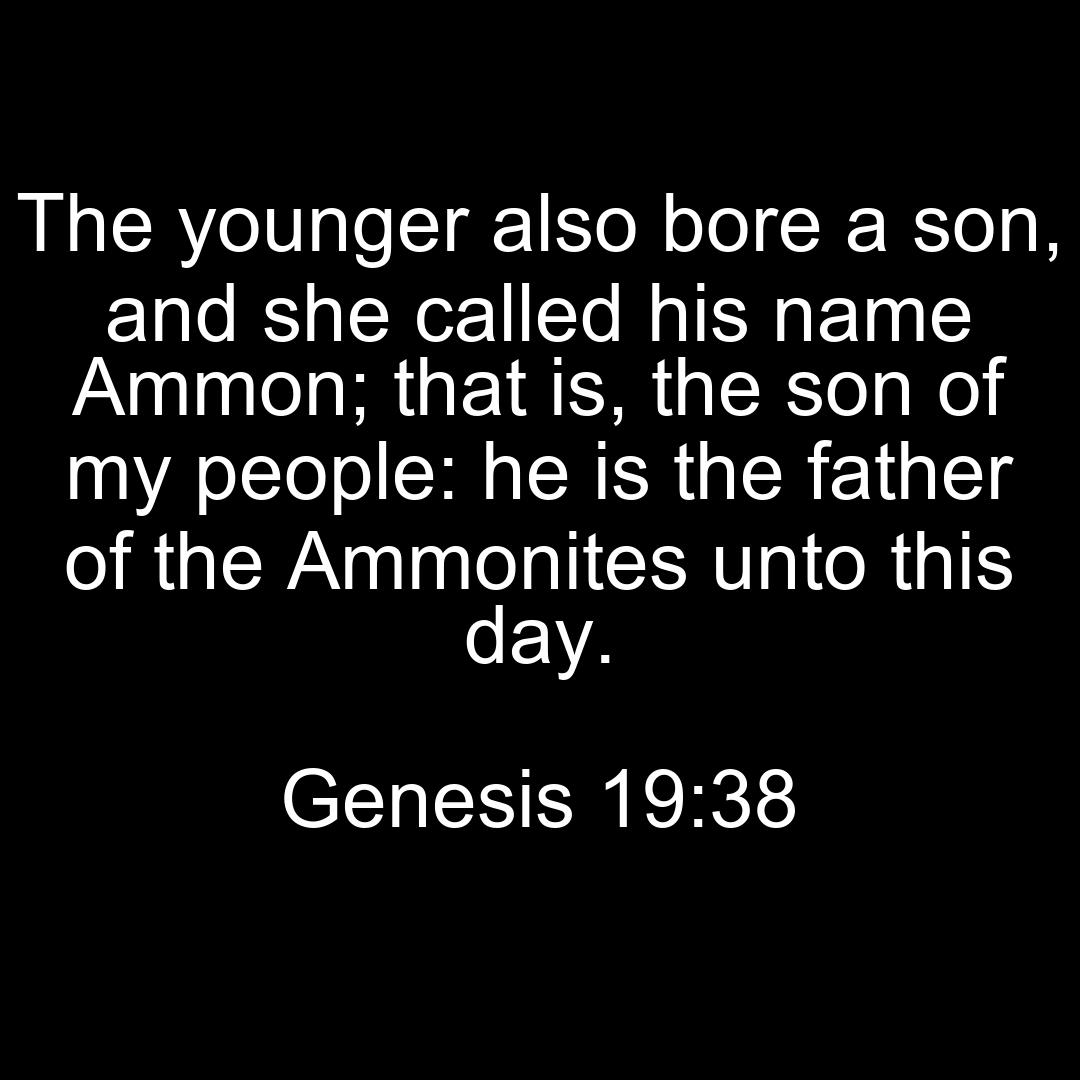 The younger also bore a son,
and she called his name
Ammon; that is, the son of
my people: he is the father
of the Ammonites unto this
day.
Genesis 19:38